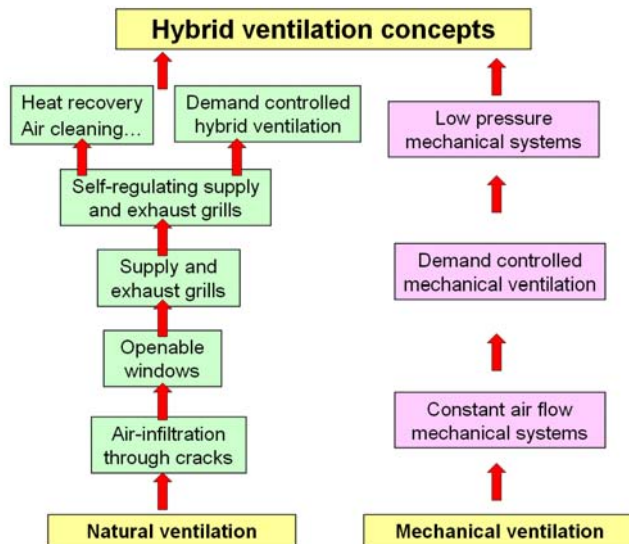 Hybrid ventilation concepts
Heat recovery
Air cleaning...
Demand controlled
hybrid ventilation
Low pressure
mechanical systems
Self-regulating supply
and exhaust grills
Supply and
exhaust grills
Demand controlled
mechanical ventilation
Openable
windows
Air-infiltration
through cracks
Constant air flow
mechanical systems
Natural ventilation
Mechanical ventilation